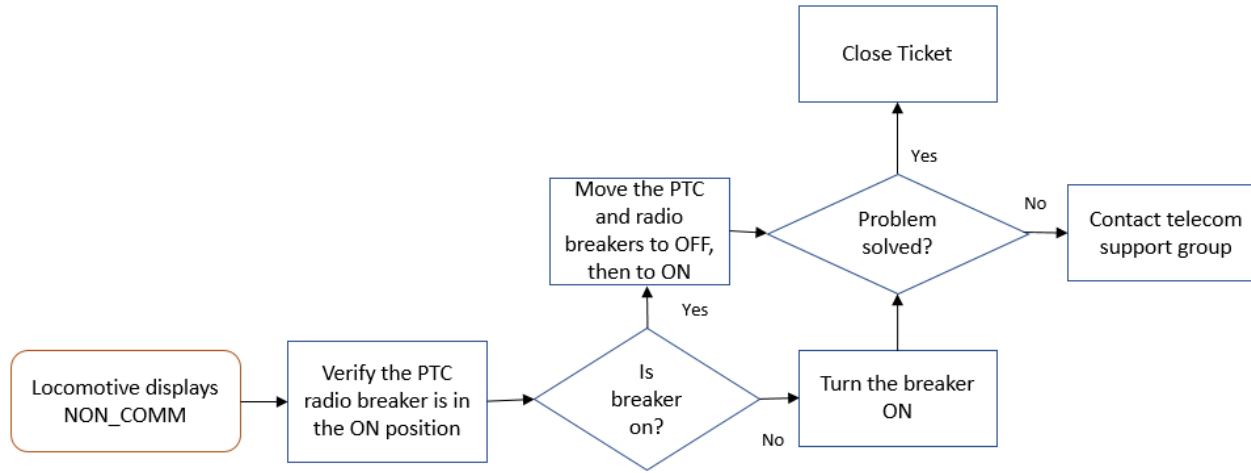 Locomotive displays
NON_COMM
Verify the PTC
radio breaker is in
the ON position
Is
breaker
on?
Yes
Move the PTC
and radio
breakers to OFF,
then to ON
No
Turn the breaker
ON
Problem
solved?
Yes
Close Ticket
No
Contact telecom
support group